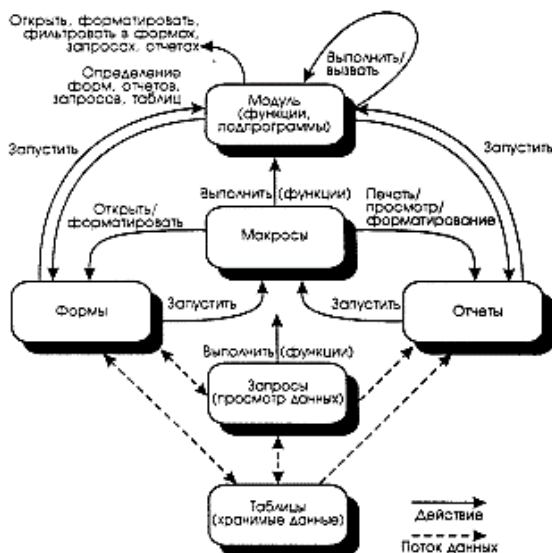 Открыть, форматировать,
фильтровать в формах,
запросах, отчетах
Выполнить/
вызвать
Определение
форм, отчетов,
запросов, таблиц
Модуль
(функции,
подпрограммы)
Запустить
Запустить
Выполнить (функции)
Открыть/
форматировать
Печать/
просмотр/
форматирование
Макросы
Формы
Запустить
Запустить
Отчеты
Выполнить (функции)
Запросы
(просмотр данных)
Таблицы
(хранимые данные)
Действие
Поток данных